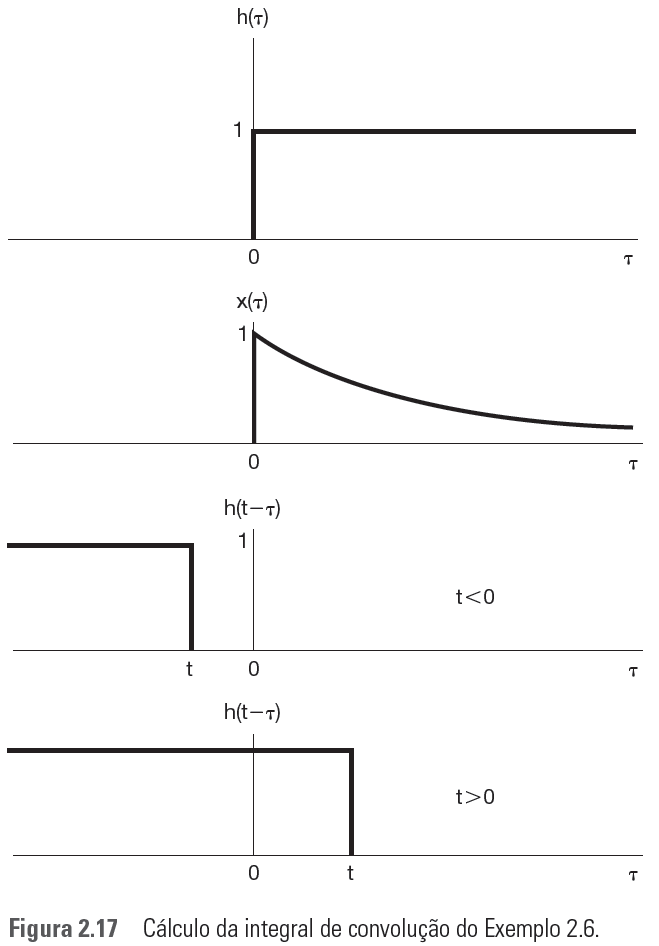 h(τ)
1
0 τ
x(τ)
1
0 τ
h(t−τ)
1
t<0
t 0 τ
h(t−τ)
t>0
0 t τ
Figura 2.17 Cálculo da integral de convolução do Exemplo 2.6.